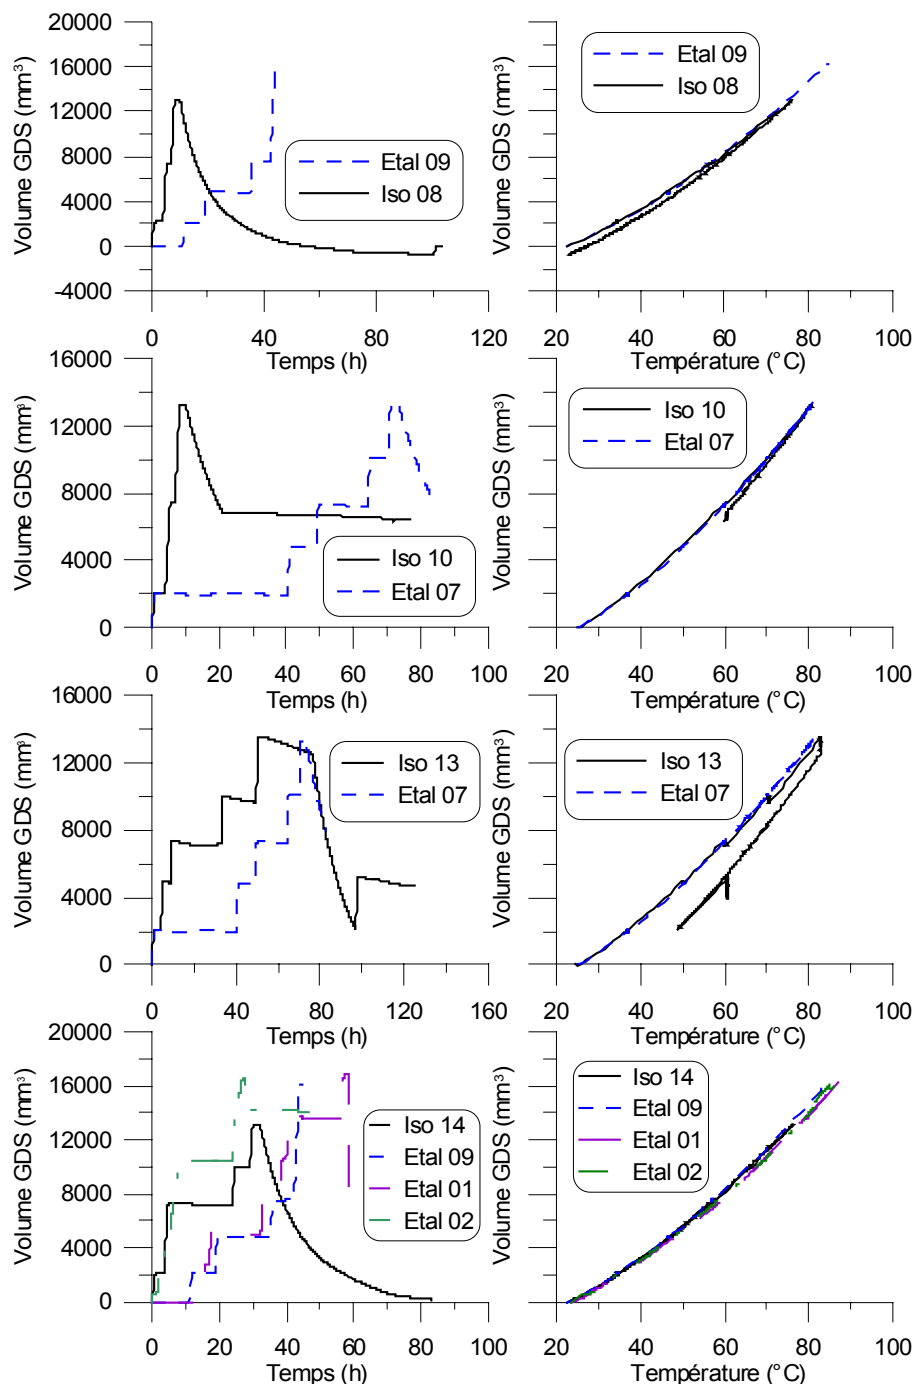 20000
16000
12000
8000
4000
0
-4000
Volume GDS (mm³)
Etal 09
Iso 08
0 40 80 120
Temps (h)
Volume GDS (mm³)
Etal 09
Iso 08
20 40 60 80 100
Température (°C)
16000
12000
8000
4000
0
Volume GDS (mm³)
Iso 10
Etal 07
0 20 40 60 80 100
Temps (h)
Volume GDS (mm³)
Iso 10
Etal 07
20 40 60 80 100
Température (°C)
16000
12000
8000
4000
0
Volume GDS (mm³)
Iso 13
Etal 07
0 40 80 120 160
Temps (h)
Volume GDS (mm³)
Iso 13
Etal 07
20 40 60 80 100
Température (°C)
20000
16000
12000
8000
4000
0
Volume GDS (mm³)
Iso 14
Etal 09
Etal 01
Etal 02
0 20 40 60 80 100
Temps (h)
Volume GDS (mm³)
Iso 14
Etal 09
Etal 01
Etal 02
20 40 60 80 100
Température (°C)